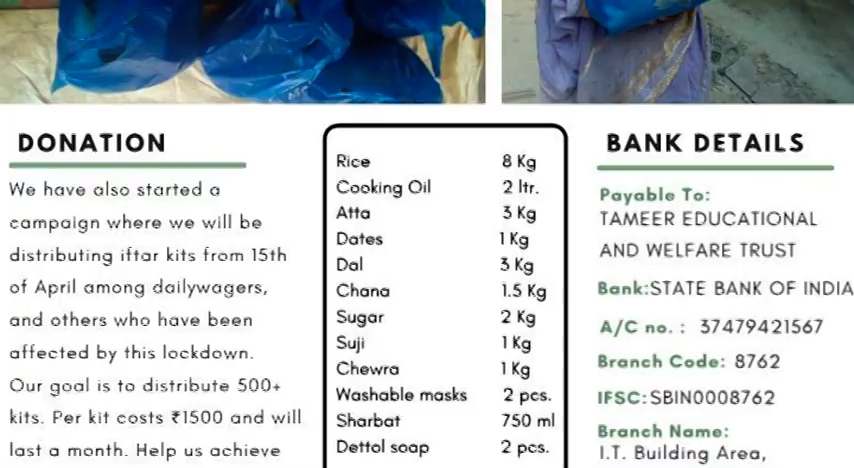 DONATION
We have also started a
campaign where we will be
distributing iftar kits from 15th
of April among dailywagers,
and others who have been
affected by this lockdown.
Our goal is to distribute 500+
kits. Per kit costs ₹1500 and will
last a month. Help us achieve
Rice 8 Kg
Cooking Oil 2 ltr.
Atta 3 Kg
Dates 1 Kg
Dal 3 Kg
Chana 1.5 Kg
Sugar 2 Kg
Suji 1 Kg
Chewra 1 Kg
Washable masks 2 pcs.
Sharbat 750 ml
Dettol soap 2 pcs.
BANK DETAILS
Payable To:
TAMEER EDUCATIONAL
AND WELFARE TRUST
Bank:STATE BANK OF INDIA
A/C no. : 37479421567
Branch Code: 8762
IFSC:SBIN0008762
Branch Name:
I.T. Building Area,